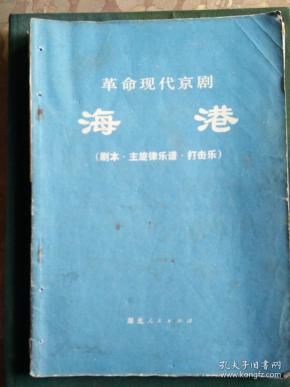 革命现代京剧
海 港
(剧本·主旋律乐谱·打击乐)
湖北人民出版社
孔夫子旧书网